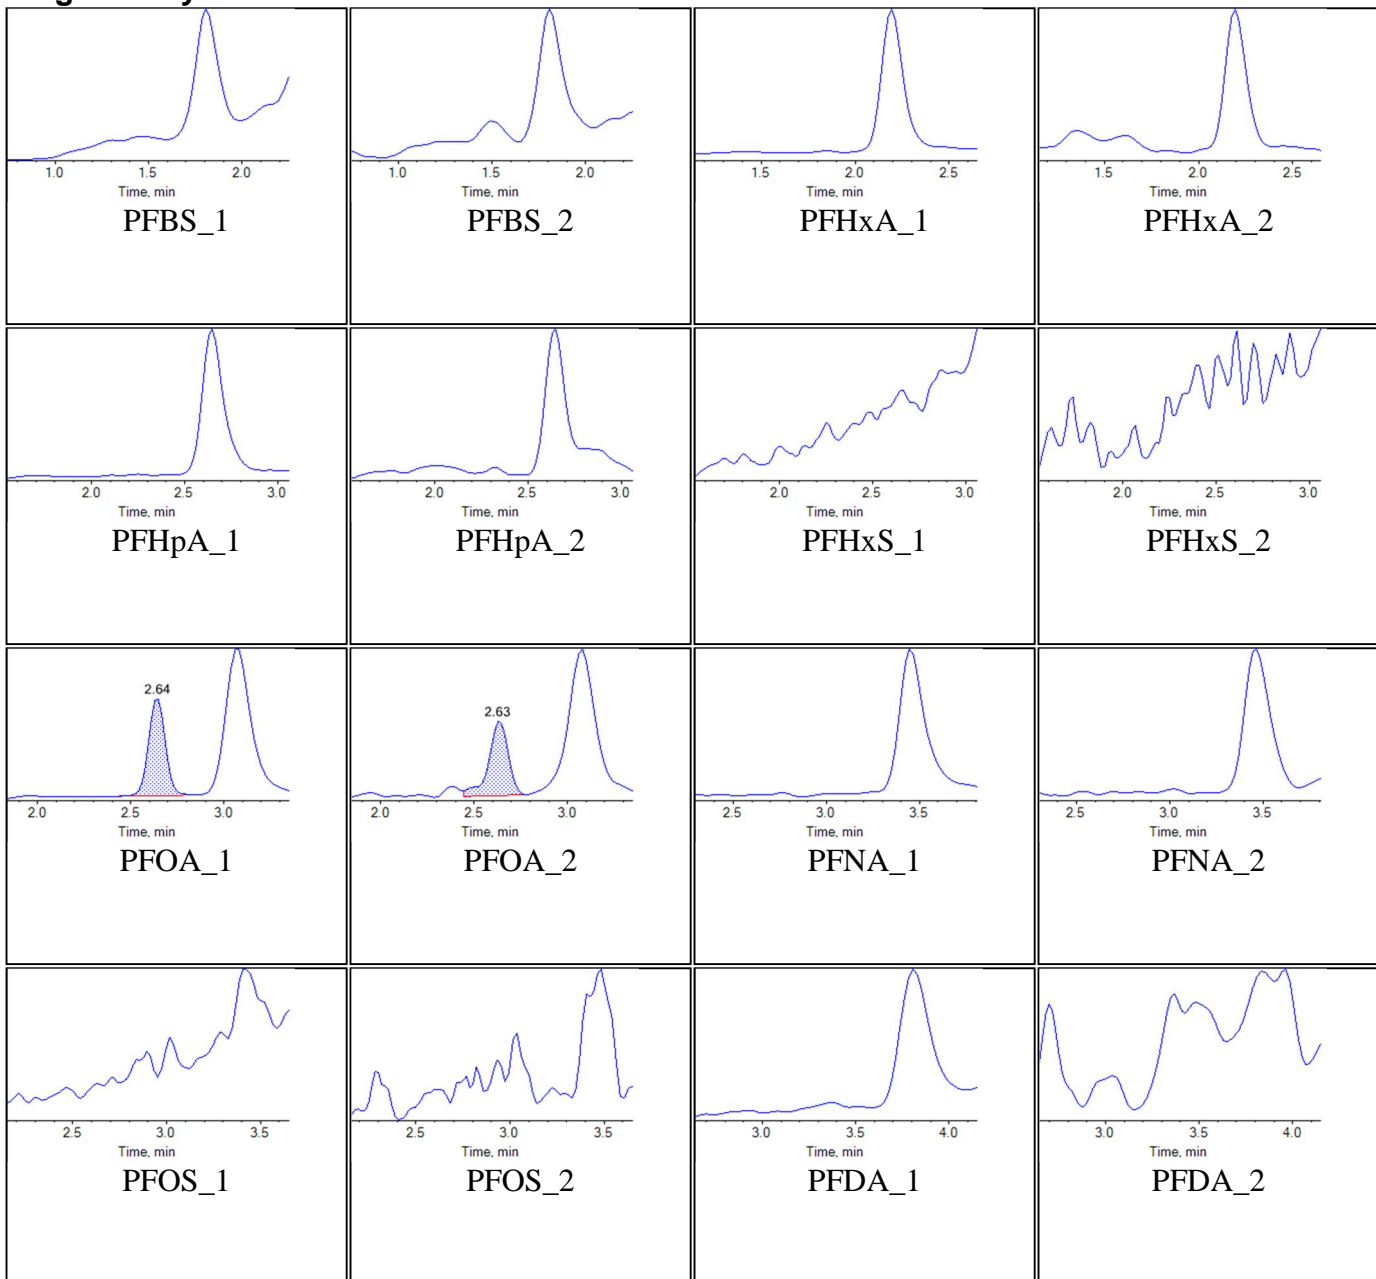 1.0 1.5 2.0
Time, min
PFBS_1
1.0 1.5 2.0
Time, min
PFBS_2
1.5 2.0 2.5
Time, min
PFHxA_1
1.5 2.0 2.5
Time, min
PFHxA_2
2.0 2.5 3.0
Time, min
PFHpA_1
2.0 2.5 3.0
Time, min
PFHpA_2
2.0 2.5 3.0
Time, min
PFHxS_1
2.0 2.5 3.0
Time, min
PFHxS_2
2.64
2.0 2.5 3.0
Time, min
PFOA_1
2.63
2.0 2.5 3.0
Time, min
PFOA_2
2.5 3.0 3.5
Time, min
PFNA_1
2.5 3.0 3.5
Time, min
PFNA_2
2.5 3.0 3.5
Time, min
PFOS_1
2.5 3.0 3.5
Time, min
PFOS_2
3.0 3.5 4.0
Time, min
PFDA_1
3.0 3.5 4.0
Time, min
PFDA_2